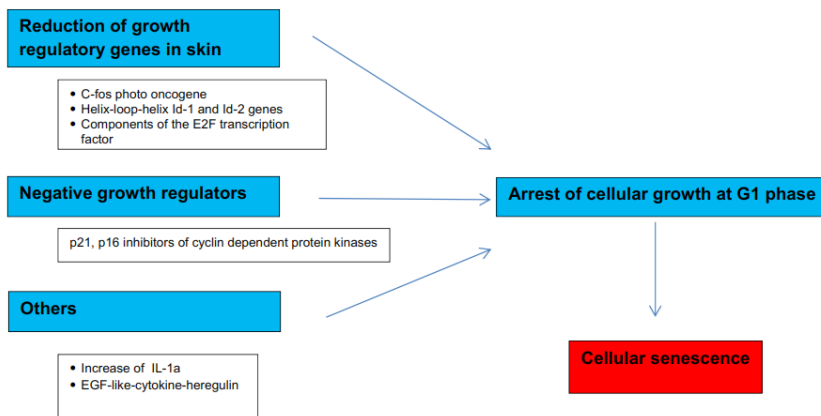 Reduction of growth
regulatory genes in skin
• C-fos photo oncogene
• Helix-loop-helix Id-1 and Id-2 genes
• Components of the E2F transcription
factor
Negative growth regulators
p21, p16 inhibitors of cyclin dependent protein kinases
Others
• Increase of IL-1a
• EGF-like-cytokine-heregulin
Arrest of cellular growth at G1 phase
Cellular senescence